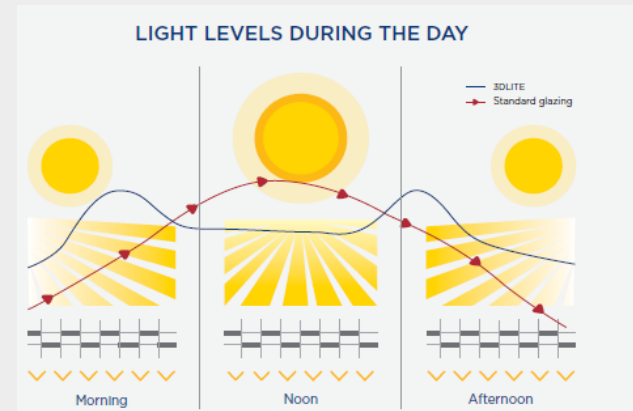 LIGHT LEVELS DURING THE DAY
3DLITE
Standard glazing
Morning
Noon
Afternoon